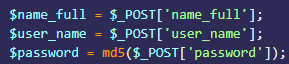 $name_full = $_POST['name_full'];
$user_name = $_POST['user_name'];
$password = md5($_POST['password']);